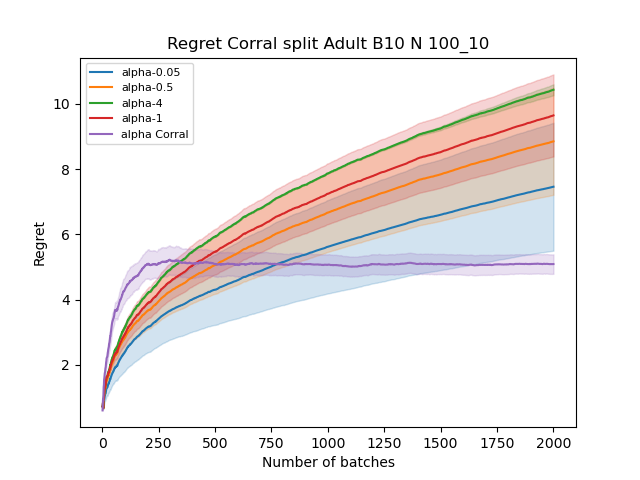 Regret Corral split Adult B10 N 100_10
alpha-0.05
alpha-0.5
alpha-4
alpha-1
alpha Corral
Regret
10
8
6
4
2
0 250 500 750 1000 1250 1500 1750 2000
Number of batches